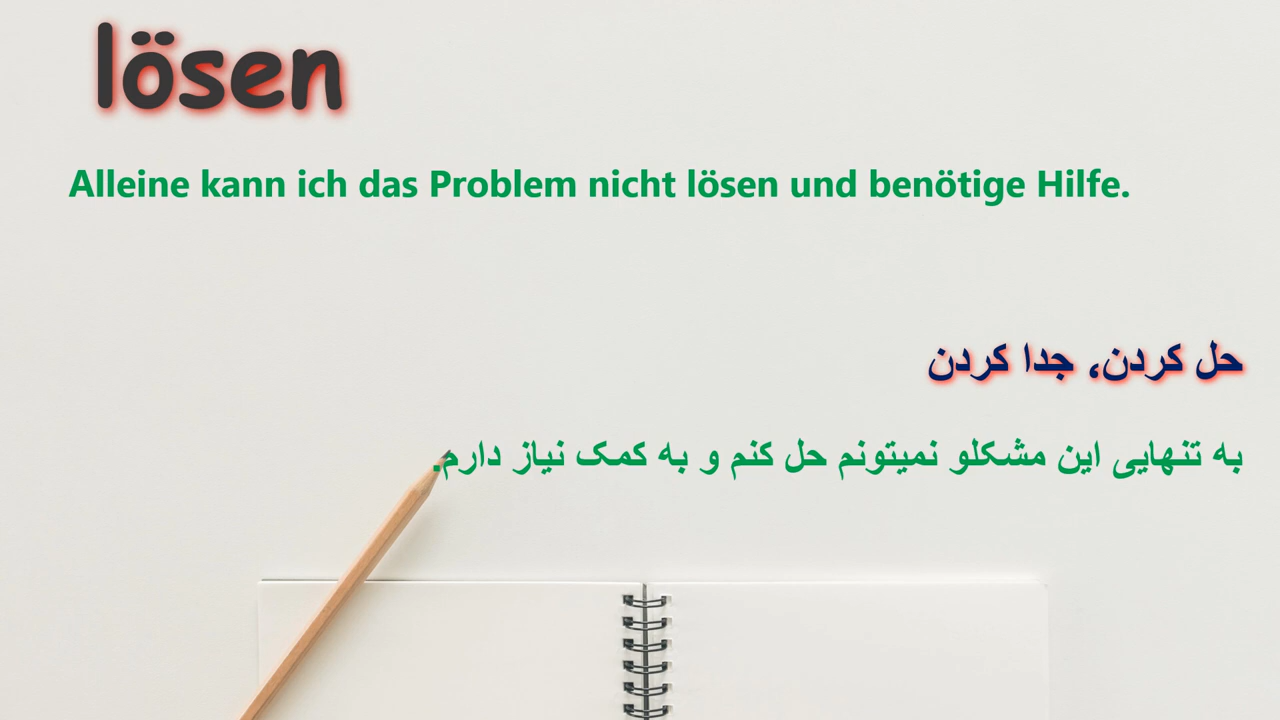 lösen
Alleine kann ich das Problem nicht lösen und benötige Hilfe.
حل کردن، جدا کردن
به تنهایی این مشکلو نمیتونم حل کنم و به کمک نیاز دارم.